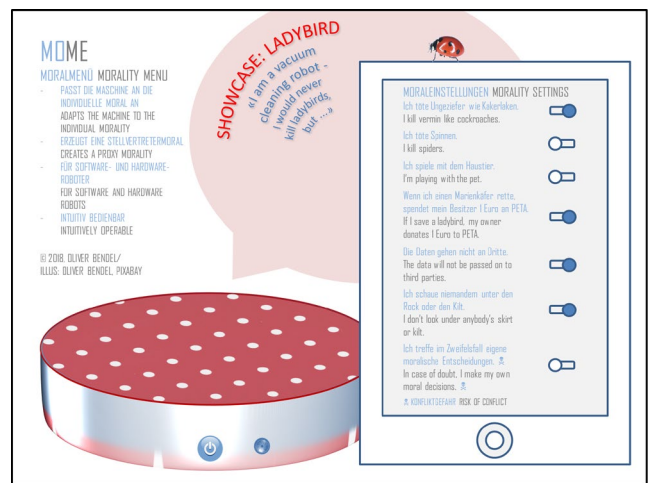 MOME
MORALMENÜ MORALITY MENU
- PASST DIE MASCHINE AN DIE
INDIVIDUELLE MORAL AN
ADAPTS THE MACHINE TO THE
INDIVIDUAL MORALITY
- ERZEUGT EINE STELLVERTRETERMORAL
CREATES A PROXY MORALITY
- FÜR SOFTWARE- UND HARDWARE-
ROBOTER
FOR SOFTWARE AND HARDWARE
ROBOTS
- INTUITIV BEDIENBAR
INTUITIVELY OPERABLE
© 2018. OLIVER BENDEL/
ILLUS: OLIVER BENDEL, PIXABAY
SHOWCASE: LADYBIRD
«I am a vacuum
cleaning robot -
I would never
kill ladybirds,
but ...»
MORALEINSTELLUNGEN MORALITY SETTINGS
Ich töte Ungeziefer wie Kakerlaken.
I kill vermin like cockroaches.
Ich töte Spinnen.
I kill spiders.
Ich spiele mit dem Haustier.
I'm playing with the pet.
Wenn ich einen Marienkäfer rette,
spendet mein Besitzer 1 Euro an PETA.
If I save a ladybird, my owner
donates 1 Euro to PETA.
Die Daten gehen nicht an Dritte.
The data will not be passed on to
third parties.
Ich schaue niemandem unter den
Rock oder den Kilt.
I don't look under anybody's skirt
or kilt.
Ich treffe im Zweifelsfall eigene
moralische Entscheidungen.
In case of doubt, I make my own
moral decisions.
KONFLIKTGEFAHR RISK OF CONFLICT